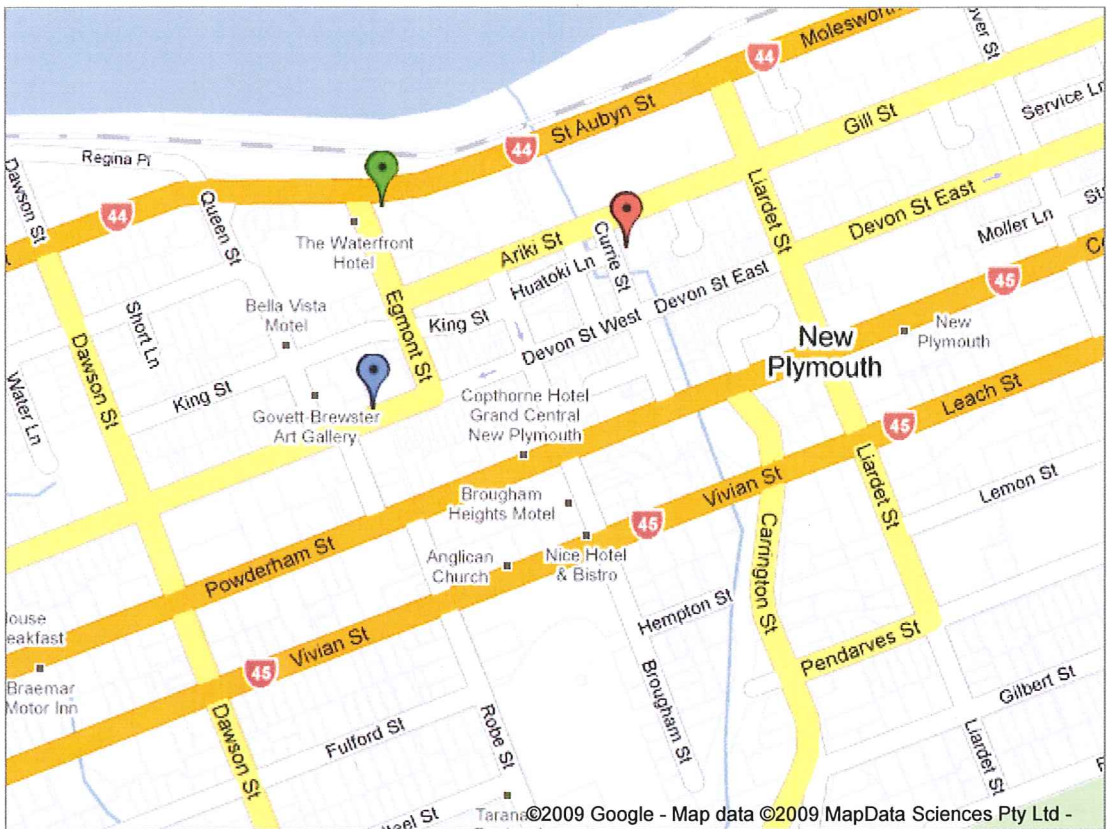 Molesworth
44
St Aubyn St
44
Regina Pl
Dawson St
44
Queen St
The Waterfront
Hotel
Ariki St
Gill St
Service Ln
Liardet St
Devon St East
Moller Ln
Currie St
Huatoki Ln
Devon St East
45
Bella Vista
Motel
King St
Egmont St
Devon St West
New
Plymouth
New
Plymouth
Short Ln
Dawson St
Water Ln
King St
Govett-Brewster
Art Gallery
Copthorne Hotel
Grand Central
New Plymouth
Leach St
45
Vivian St
Liardet St
Lemon St
Brougham
Heights Motel
45
Carrington St
Powderham St
Anglican
Church
Nice Hotel
& Bistro
Hempton St
Pendarves St
Vivian St
45
Braemar
Motor Inn
Dawson St
Fulford St
Robe St
Brougham St
Gilbert St
Liardet St
©2009 Google - Map data ©2009 MapData Sciences Pty Ltd -